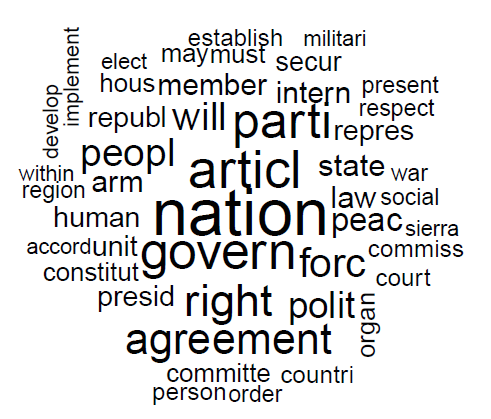 establish militari
elect maymust secur
implement
develop
hous member intern present
respect
republ will parti repres
peopl articl state war
within
region arm law social
human nation peac sierra
accord unit govern forc commiss
constitut court
presid right polit organ
agreement
committe countri
person order